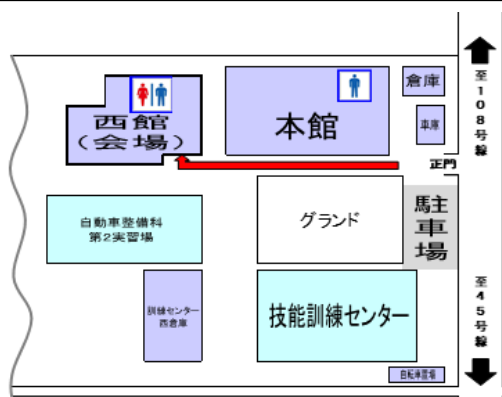 西館
(会場)
本館
倉庫
車庫
至108号線
正門
自動車整備科
第2実習場
グランド
駐車場
訓練センター
西倉庫
技能訓練センター
至45号線
自転車置場